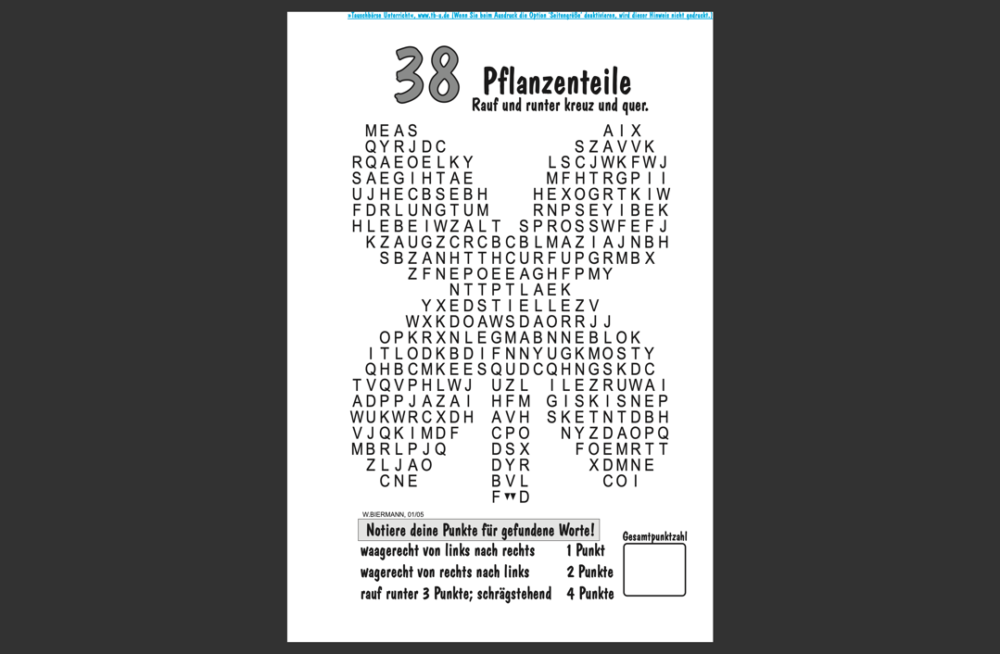 »Tauschbörse Unterricht«, www.tb-u.de (Wenn Sie beim Ausdruck die Option 'Seitengröße' deaktivieren, wird dieser Hinweis nicht gedruckt.)
38 Pflanzenteile
Rauf und runter kreuz und quer.
MEAS AIX
QYRJDC SZAVVK
RQAEOELKY LSCJWKFWJ
SAEGIHTAE MFHTRGPII
UJHECBSEBH HEXOGRTKIW
FDRLUNGTUM RNPSEYIBEK
HLEBEIWZALT SPROSSWFEFJ
KZAUGZCRCBCBLMAZIAJNBH
SBZANHTTHCURFUPGRMBX
ZFNEPOEEAGHFPMY
NTTPTLAEK
YXEDSTIELLEZV
WXKDOAWSDAORRJJ
OPKRXNLEGMABNNEBLOK
ITLODKBDIFNNYUGKMOSTY
QHBCMKEESQUDCQHNGSKDC
TVQVPHLWJ UZL ILEZRUWAI
ADPPJAZAI HFM GISKISNEP
WUKWRCXDH AVH SKETNTDBH
VJQKIMDF CPO NYZDAOPQ
MBRLPJQ DSX FOEMRTT
ZLJAO DYR XDMNE
CNE BVL COI
F▾▾D
W.BIERMANN, 01/05
Notiere deine Punkte für gefundene Worte!
Gesamtpunktzahl
waagerecht von links nach rechts 1 Punkt
wagerecht von rechts nach links 2 Punkte
rauf runter 3 Punkte; schrägstehend 4 Punkte